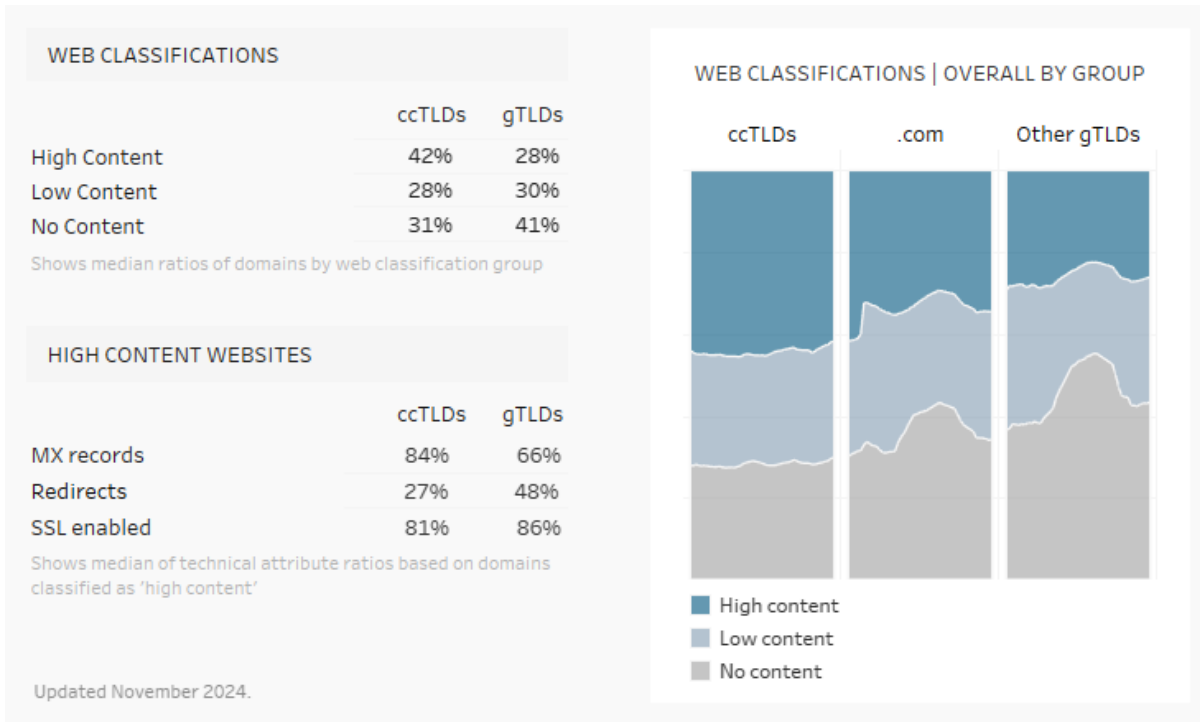 WEB CLASSIFICATIONS
ccTLDs gTLDs
High Content 42% 28%
Low Content 28% 30%
No Content 31% 41%
Shows median ratios of domains by web classification group
HIGH CONTENT WEBSITES
ccTLDs gTLDs
MX records 84% 66%
Redirects 27% 48%
SSL enabled 81% 86%
Shows median of technical attribute ratios based on domains
classified as ‘high content’
Updated November 2024.
WEB CLASSIFICATIONS | OVERALL BY GROUP
ccTLDs .com Other gTLDs
High content
Low content
No content